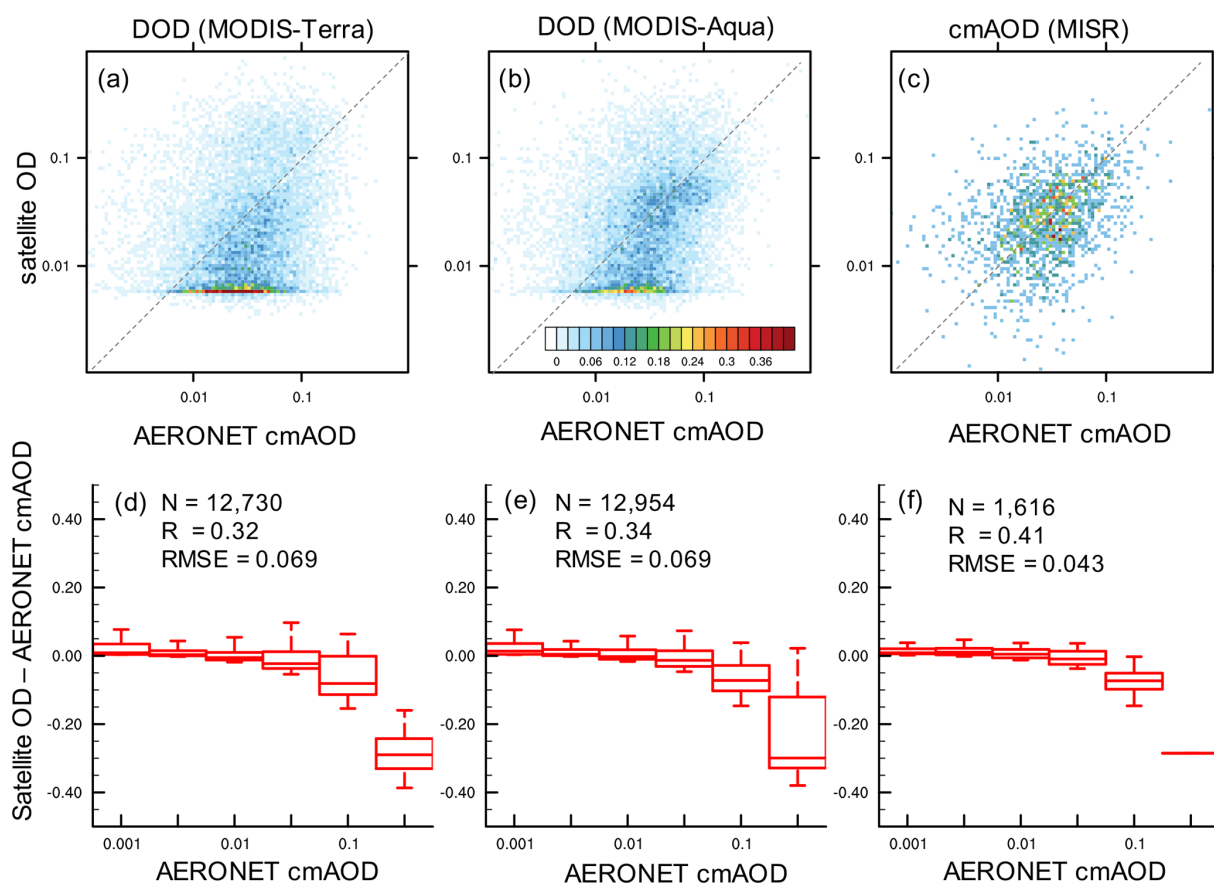 DOD (MODIS-Terra)
DOD (MODIS-Aqua)
cmAOD (MISR)
(a)
(b)
(c)
satellite OD
0.1
0.01
0.01
0.1
0.1
0.01
0 0.06 0.12 0.18 0.24 0.3 0.36
0.01
0.1
0.1
0.01
0.01
0.1
AERONET cmAOD
AERONET cmAOD
AERONET cmAOD
Satellite OD – AERONET cmAOD
(d)
N = 12,730
R = 0.32
RMSE = 0.069
0.40
0.20
0.00
-0.20
-0.40
0.001
0.01
0.1
AERONET cmAOD
(e)
N = 12,954
R = 0.34
RMSE = 0.069
0.40
0.20
0.00
-0.20
-0.40
0.001
0.01
0.1
AERONET cmAOD
(f)
N = 1,616
R = 0.41
RMSE = 0.043
0.40
0.20
0.00
-0.20
-0.40
0.001
0.01
0.1
AERONET cmAOD